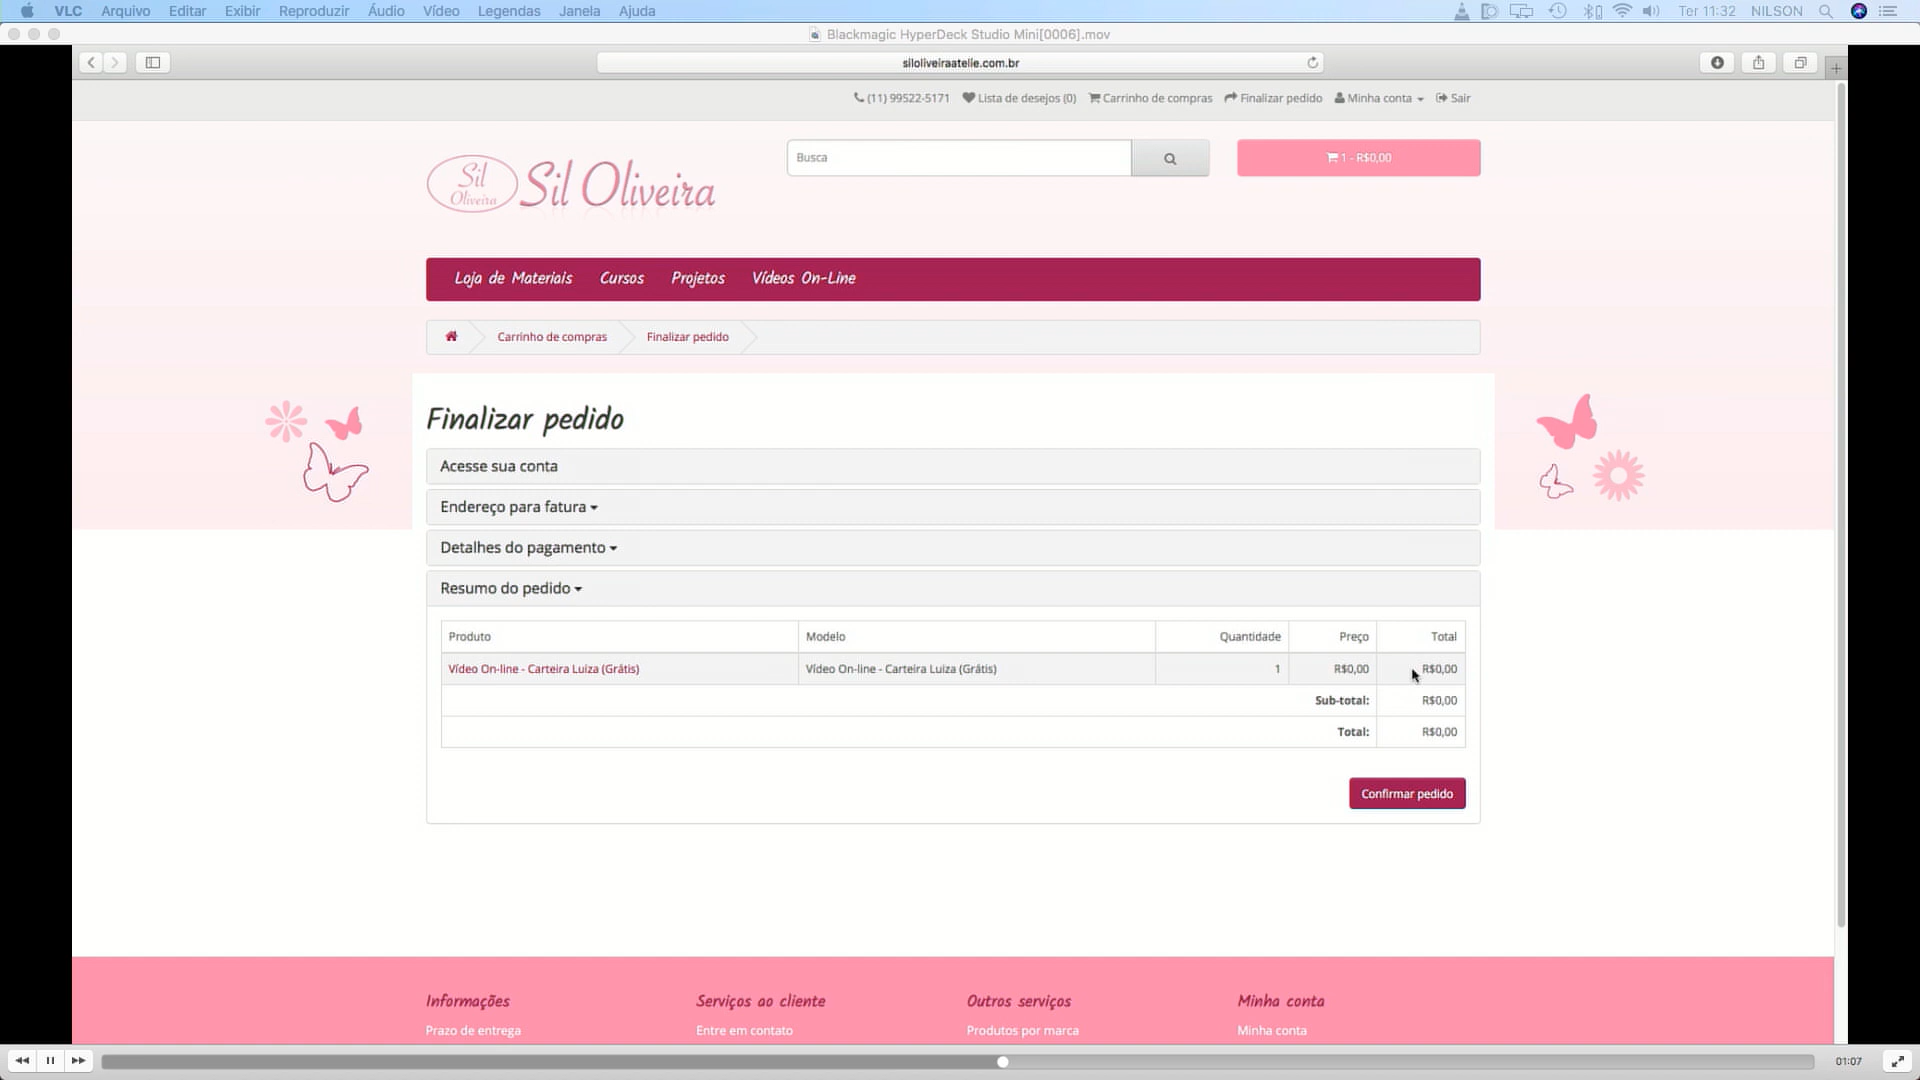 VLC Arquivo Editar Exibir Reproduzir Áudio Vídeo Legendas Janela Ajuda Ter 11:32 NILSON
Blackmagic HyperDeck Studio Mini[0006].mov
siloliveiraatelie.com.br
(11) 99522-5171 Lista de desejos (0) Carrinho de compras Finalizar pedido Minha conta Sair
Sil Oliveira Sil Oliveira
Busca
1 - R$0,00
Loja de Materiais Cursos Projetos Vídeos On-Line
Carrinho de compras Finalizar pedido
Finalizar pedido
Acesse sua conta
Endereço para fatura
Detalhes do pagamento
Resumo do pedido
Produto Modelo Quantidade Preço Total
Vídeo On-line - Carteira Luiza (Grátis) Vídeo On-line - Carteira Luiza (Grátis) 1 R$0,00 R$0,00
Sub-total: R$0,00
Total: R$0,00
Confirmar pedido
Informações Serviços ao cliente Outros serviços Minha conta
Prazo de entrega Entre em contato Produtos por marca Minha conta
01:07